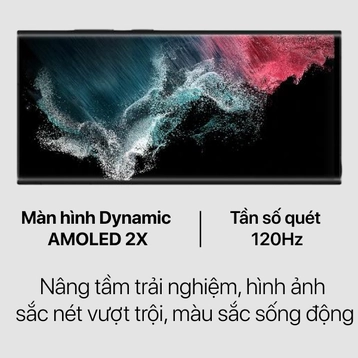 Màn hình Dynamic
AMOLED 2X
Tần số quét
120Hz
Nâng tầm trải nghiệm, hình ảnh
sắc nét vượt trội, màu sắc sống động